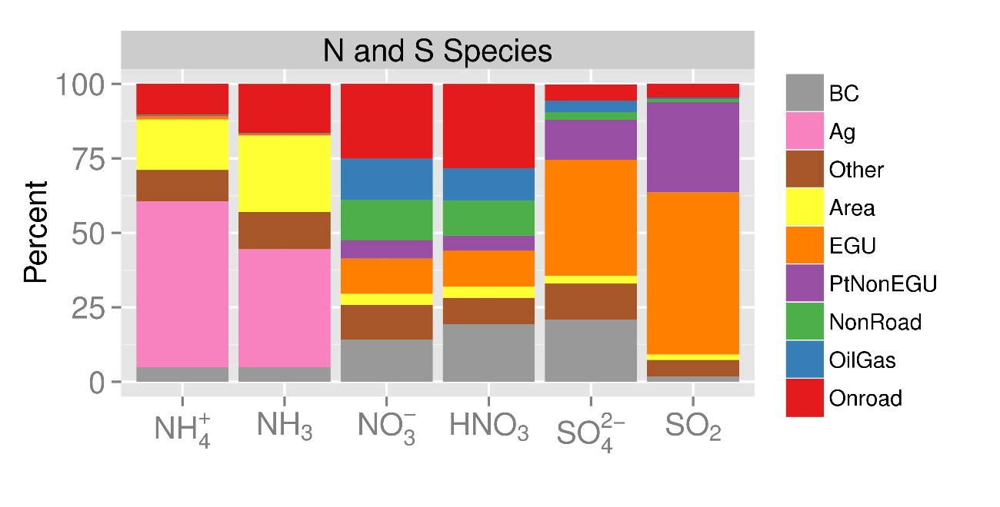 N and S Species
Percent
100
75
50
25
0
NH₄⁺
NH₃
NO₃⁻
HNO₃
SO₄²⁻
SO₂
BC
Ag
Other
Area
EGU
PtNonEGU
NonRoad
OilGas
Onroad